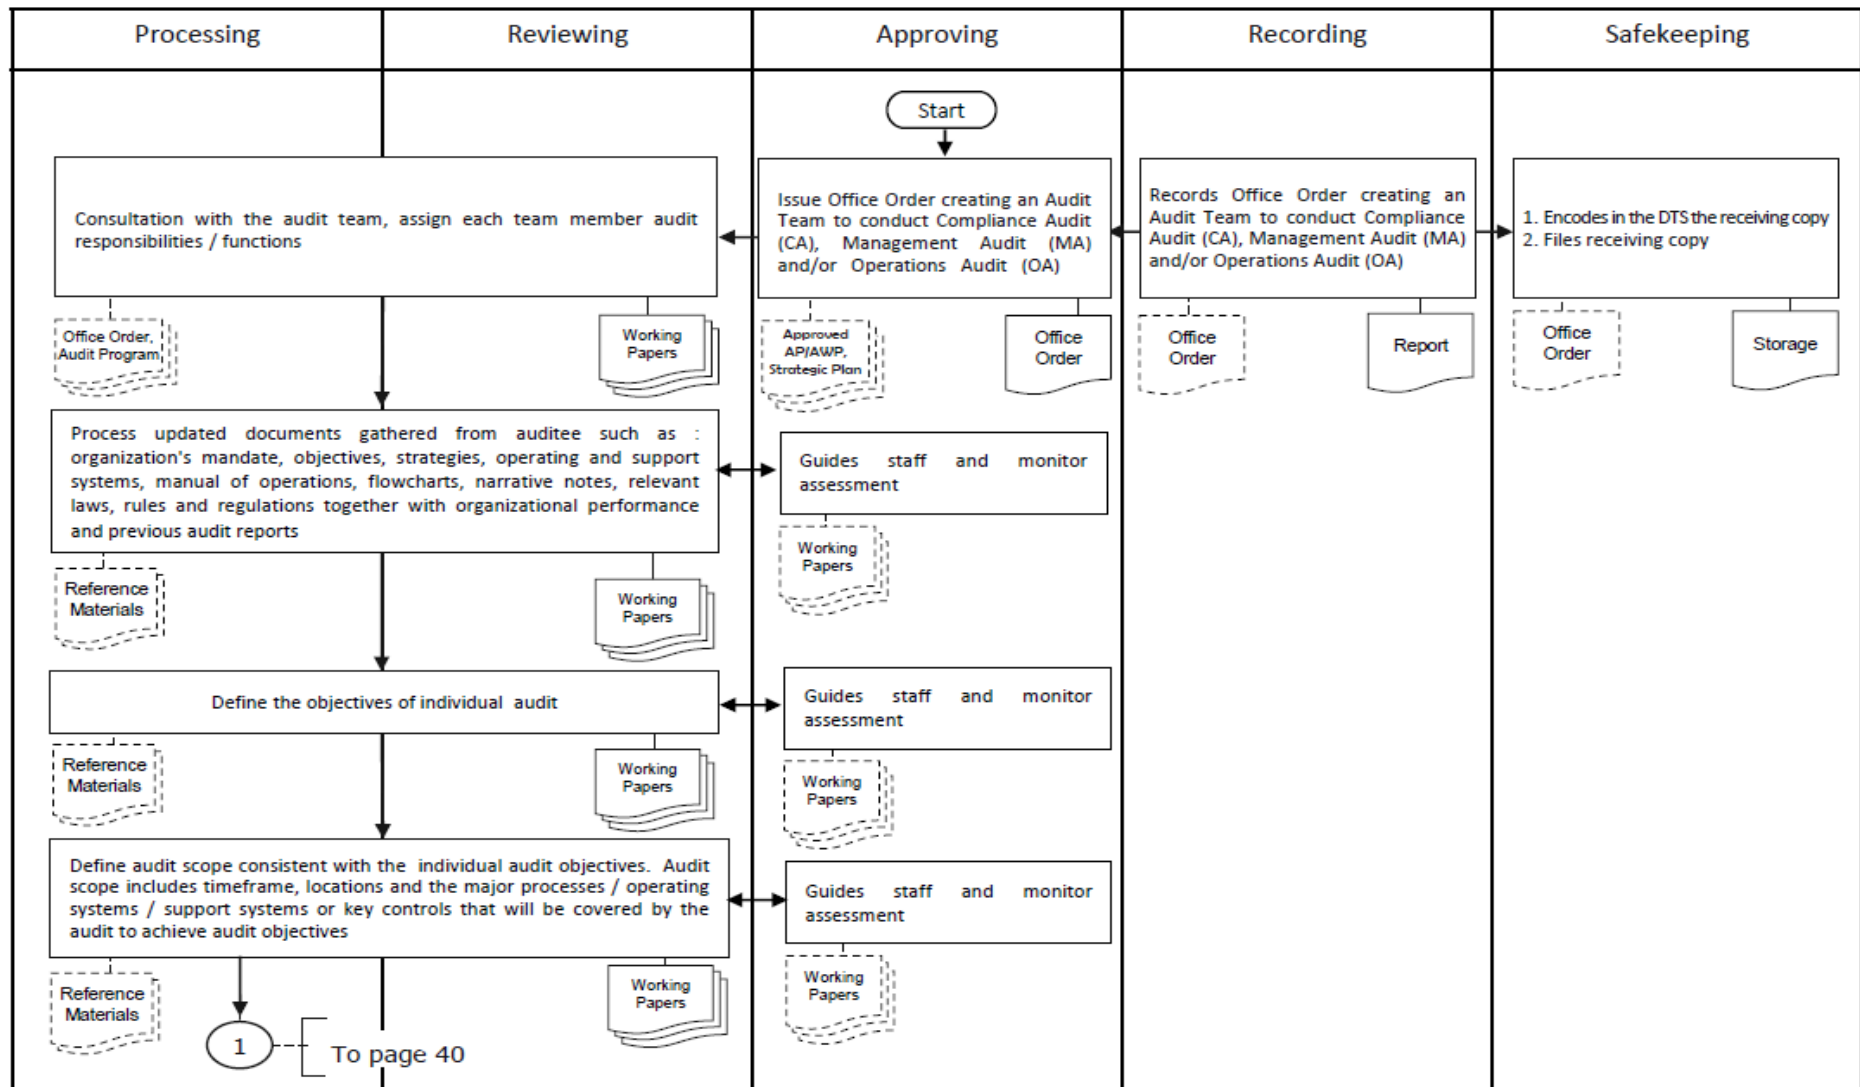 Processing
Reviewing
Approving
Recording
Safekeeping
Start
Consultation with the audit team, assign each team member audit
responsibilities / functions
Issue Office Order creating an Audit
Team to conduct Compliance Audit
(CA), Management Audit (MA)
and/or Operations Audit (OA)
Records Office Order creating an
Audit Team to conduct Compliance
Audit (CA), Management Audit (MA)
and/or Operations Audit (OA)
1. Encodes in the DTS the receiving copy
2. Files receiving copy
Office Order,
Audit Program
Working
Papers
Approved
AP/AWP,
Strategic Plan
Office
Order
Office
Order
Report
Office
Order
Storage
Process updated documents gathered from auditee such as :
organization's mandate, objectives, strategies, operating and support
systems, manual of operations, flowcharts, narrative notes, relevant
laws, rules and regulations together with organizational performance
and previous audit reports
Guides staff and monitor
assessment
Reference
Materials
Working
Papers
Working
Papers
Define the objectives of individual audit
Guides staff and monitor
assessment
Reference
Materials
Working
Papers
Working
Papers
Define audit scope consistent with the individual audit objectives. Audit
scope includes timeframe, locations and the major processes / operating
systems / support systems or key controls that will be covered by the
audit to achieve audit objectives
Guides staff and monitor
assessment
Reference
Materials
Working
Papers
Working
Papers
1
To page 40